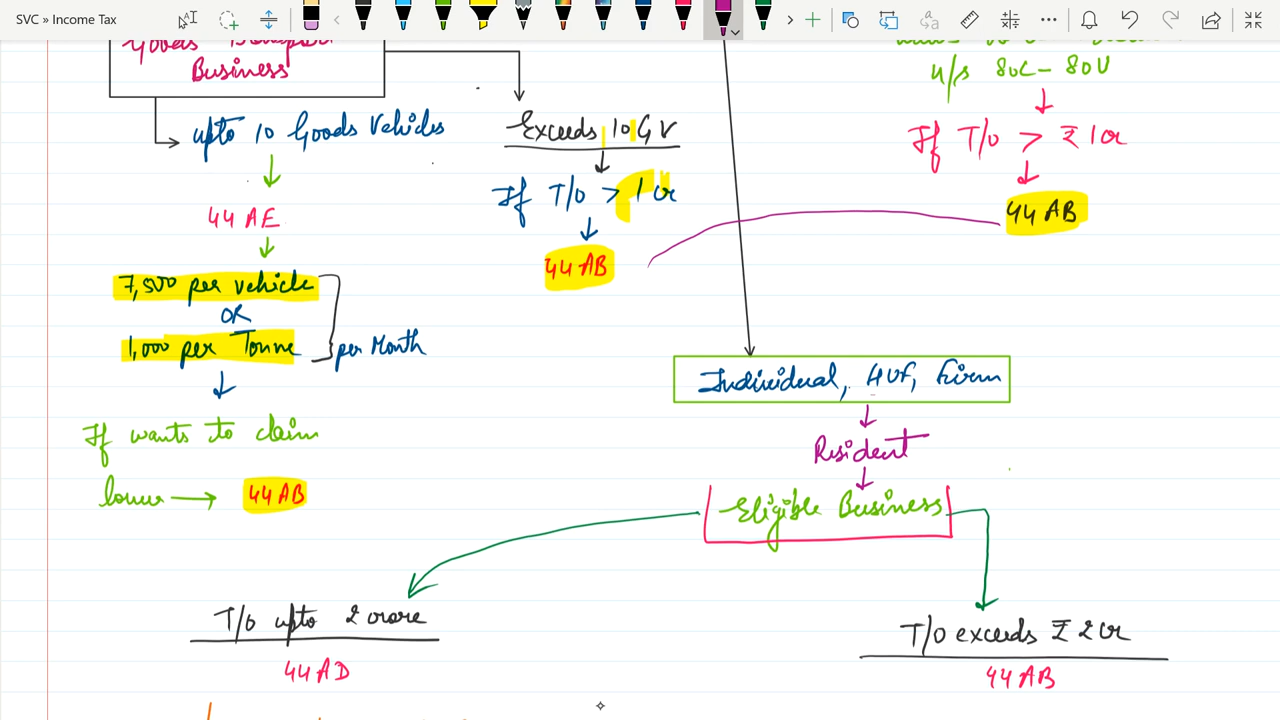 SVC » Income Tax
Goods Transport
Business
upto 10 Goods Vehicles
44 AE
7,500 per vehicle
OR
1,000 per Tonne
per Month
If wants to claim
lower → 44 AB
Exceeds 10 GV
If T/O > 1 cr
44 AB
u/s 80C - 80U
If T/O > ₹ 1 cr
44 AB
Individual, HUF, Firm
Resident
Eligible Business
T/O upto 2 crore
44 AD
T/O exceeds ₹ 2 cr
44 AB